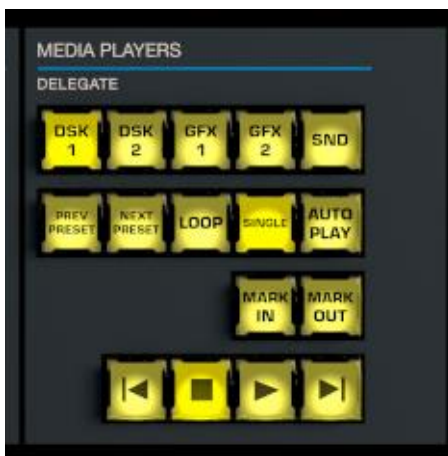 MEDIA PLAYERS
DELEGATE
DSK 1 DSK 2 GFX 1 GFX 2 SND
PREV PRESET NEXT PRESET LOOP SINGLE AUTO PLAY
MARK IN MARK OUT